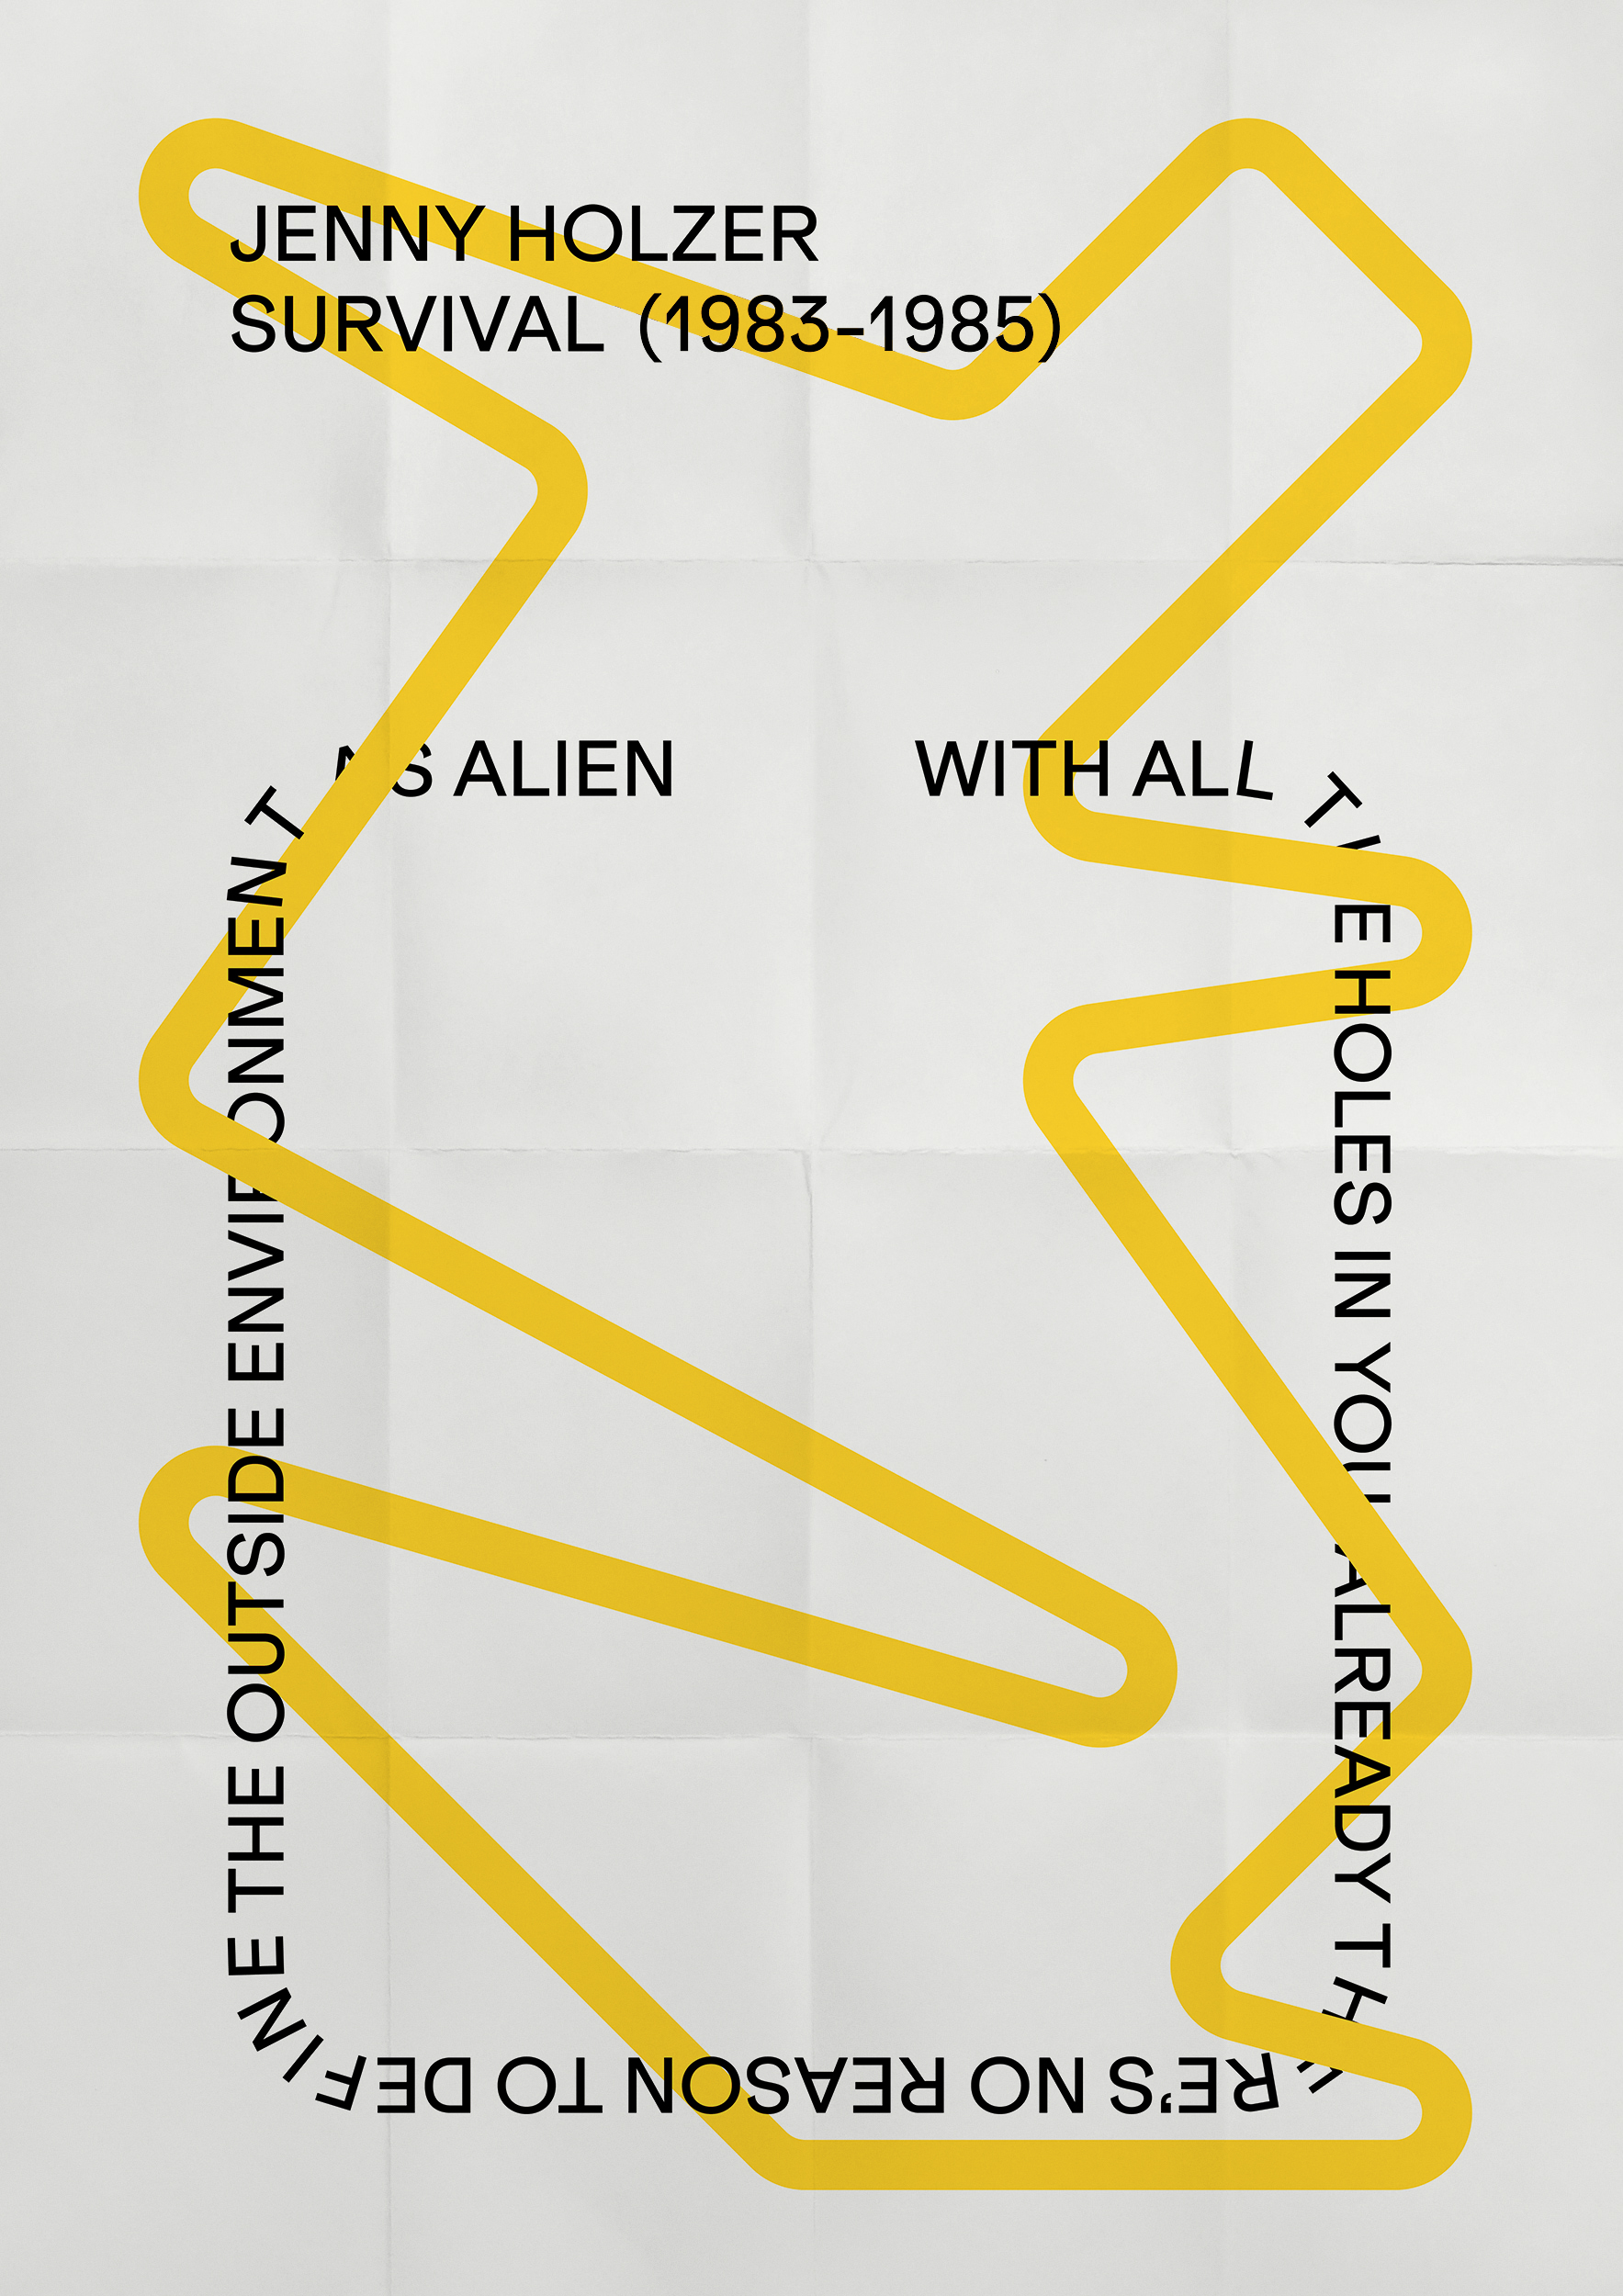 JENNY HOLZER
SURVIVAL (1983-1985)
WITH ALL THE HOLES IN YOU ALREADY THERE'S NO REASON TO DEFINE THE OUTSIDE ENVIRONMENT AS ALIEN